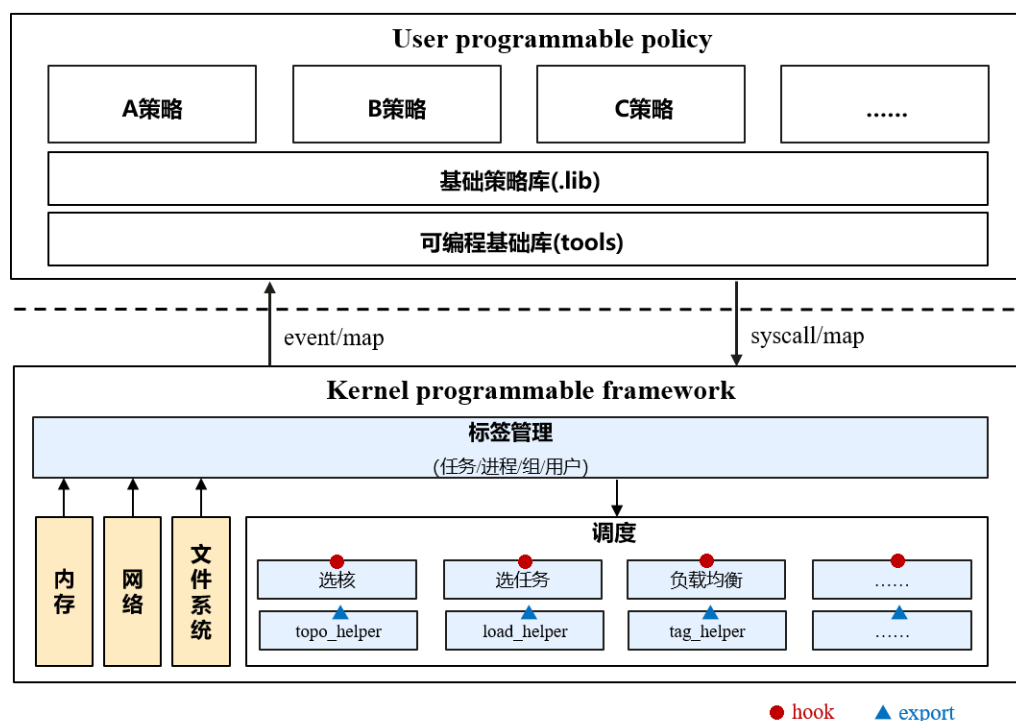 User programmable policy
A策略
B策略
C策略
……
基础策略库(.lib)
可编程基础库(tools)
event/map
syscall/map
Kernel programmable framework
标签管理
(任务/进程/组/用户)
内存
网络
文件系统
调度
选核
选任务
负载均衡
……
topo_helper
load_helper
tag_helper
……
hook
export